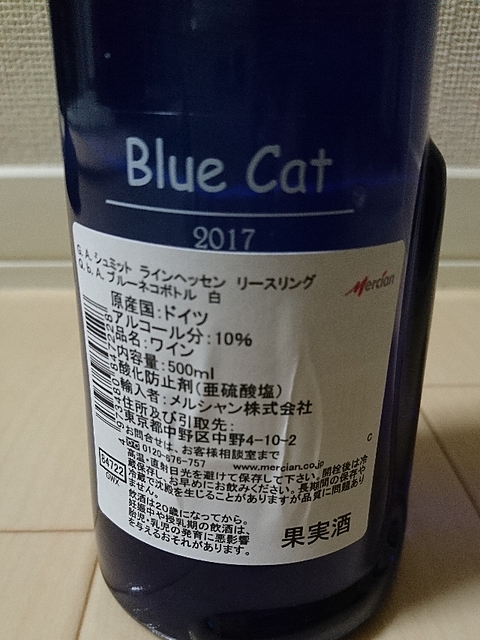 Blue Cat
2017
G. A. シュミット ラインヘッセン リースリング
Q. b. A. ブルーネコボトル 白
Mercian
原産国:ドイツ
アルコール分:10%
品名:ワイン
内容量:500ml
酸化防止剤(亜硫酸塩)
輸入者:メルシャン株式会社
住所及び引取先:
東京都中野区中野4-10-2
お問合せは、お客様相談室まで
0120-676-757 www.mercian.co.jp
高温・直射日光を避けて保存して下さい。開栓後は冷
蔵保存し、お早めにお飲みください。長期間の保存や
冷蔵で沈殿を生じることがありますが品質に問題あり
ません。
飲酒は20歳になってから。
妊娠中や授乳期の飲酒は、
胎児・乳児の発育に悪影響
を与えるおそれがあります。
果実酒
C
84722